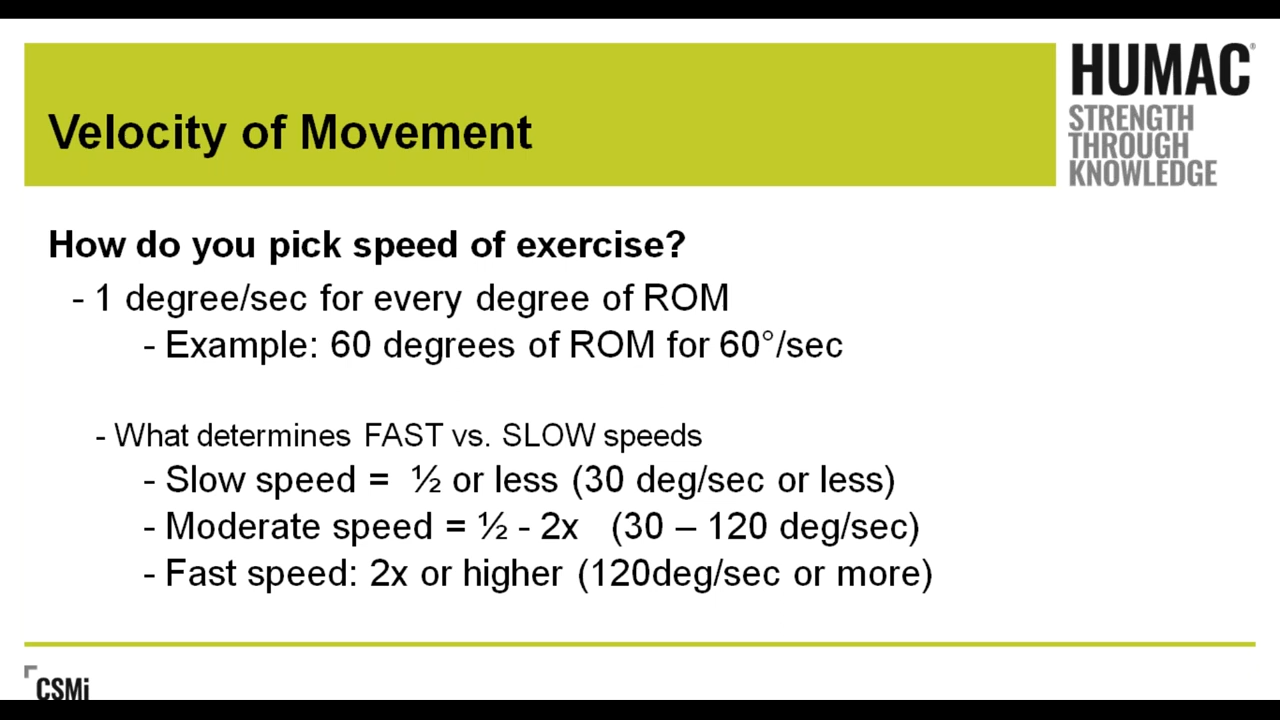 Velocity of Movement
HUMAC®
STRENGTH
THROUGH
KNOWLEDGE
How do you pick speed of exercise?
- 1 degree/sec for every degree of ROM
- Example: 60 degrees of ROM for 60°/sec
- What determines FAST vs. SLOW speeds
- Slow speed = ½ or less (30 deg/sec or less)
- Moderate speed = ½ - 2x (30 – 120 deg/sec)
- Fast speed: 2x or higher (120deg/sec or more)
CSMi